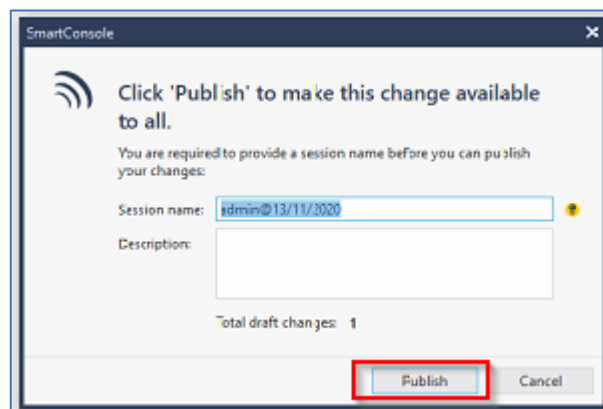 SmartConsole
Click 'Publish' to make this change available
to all.
You are required to provide a session name before you can publish
your changes:
Session name: admin@13/11/2020
Description:
Total draft changes: 1
Publish Cancel